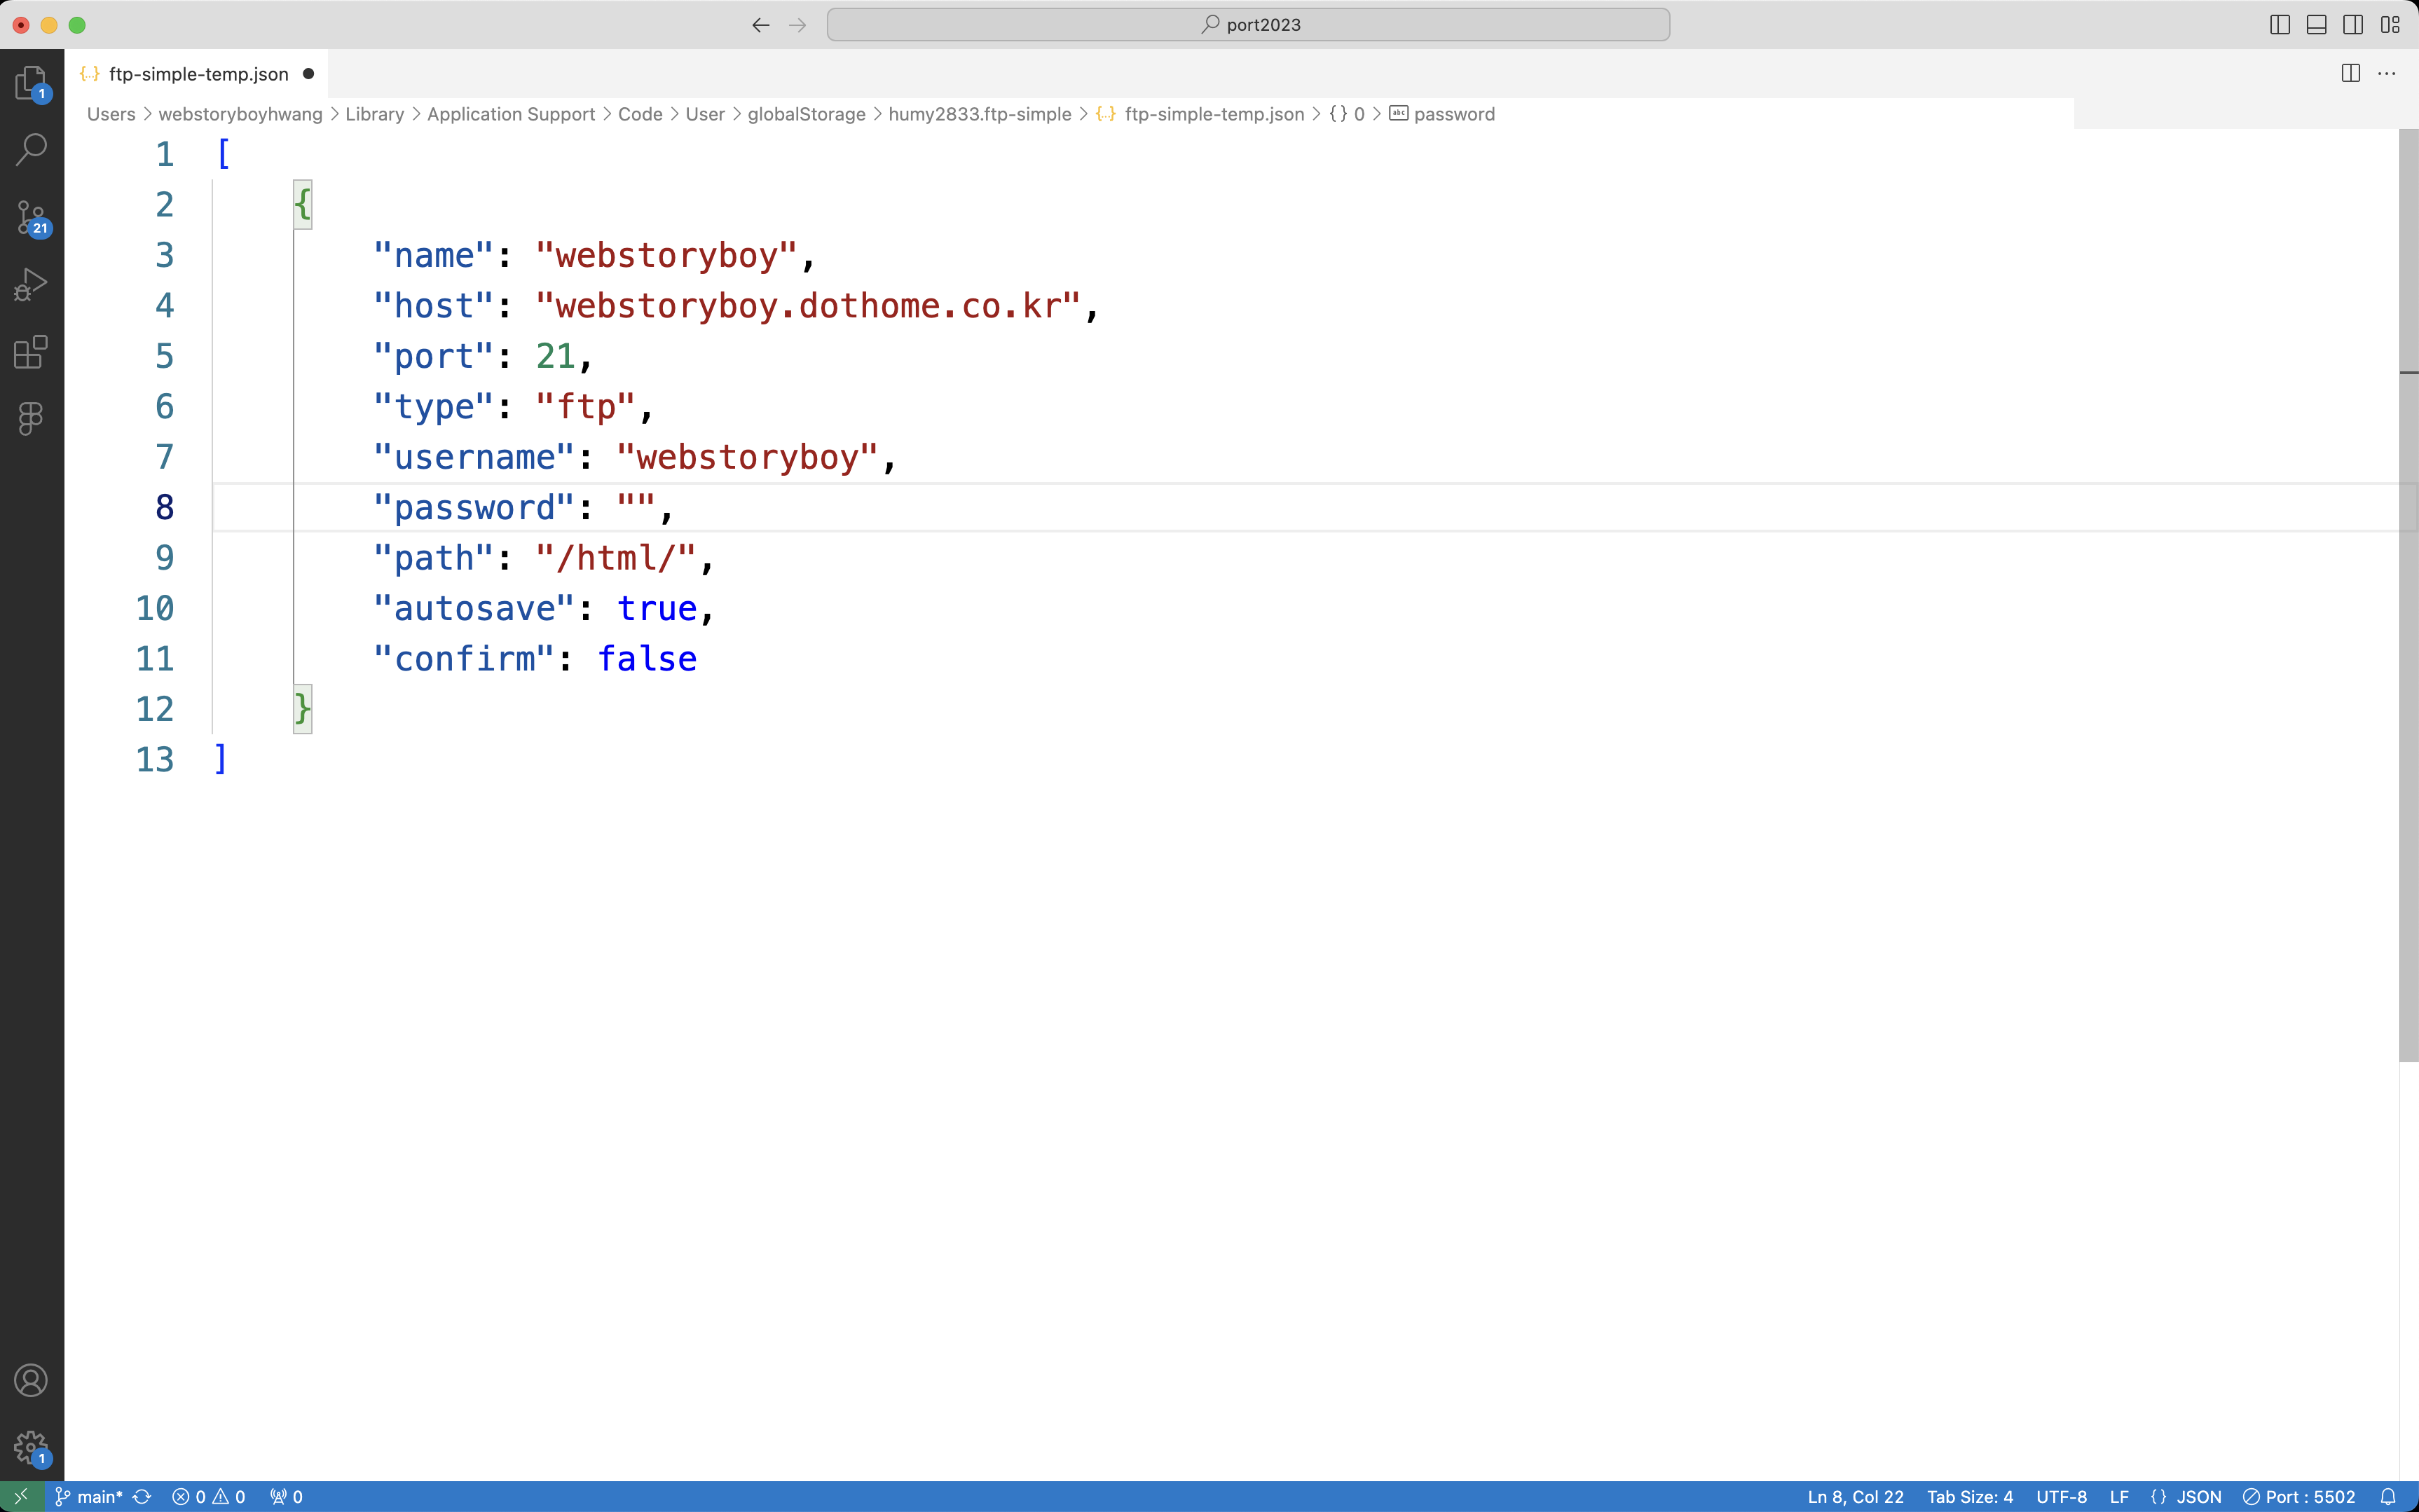 port2023
{..} ftp-simple-temp.json
Users > webstoryboyhwang > Library > Application Support > Code > User > globalStorage > humy2833.ftp-simple > {..} ftp-simple-temp.json > { } 0 > abc password
1 [
2 {
3 "name": "webstoryboy",
4 "host": "webstoryboy.dothome.co.kr",
5 "port": 21,
6 "type": "ftp",
7 "username": "webstoryboy",
8 "password": "",
9 "path": "/html/",
10 "autosave": true,
11 "confirm": false
12 }
13 ]
1
21
1
main* 0 0 0 Ln 8, Col 22 Tab Size: 4 UTF-8 LF { } JSON Port : 5502